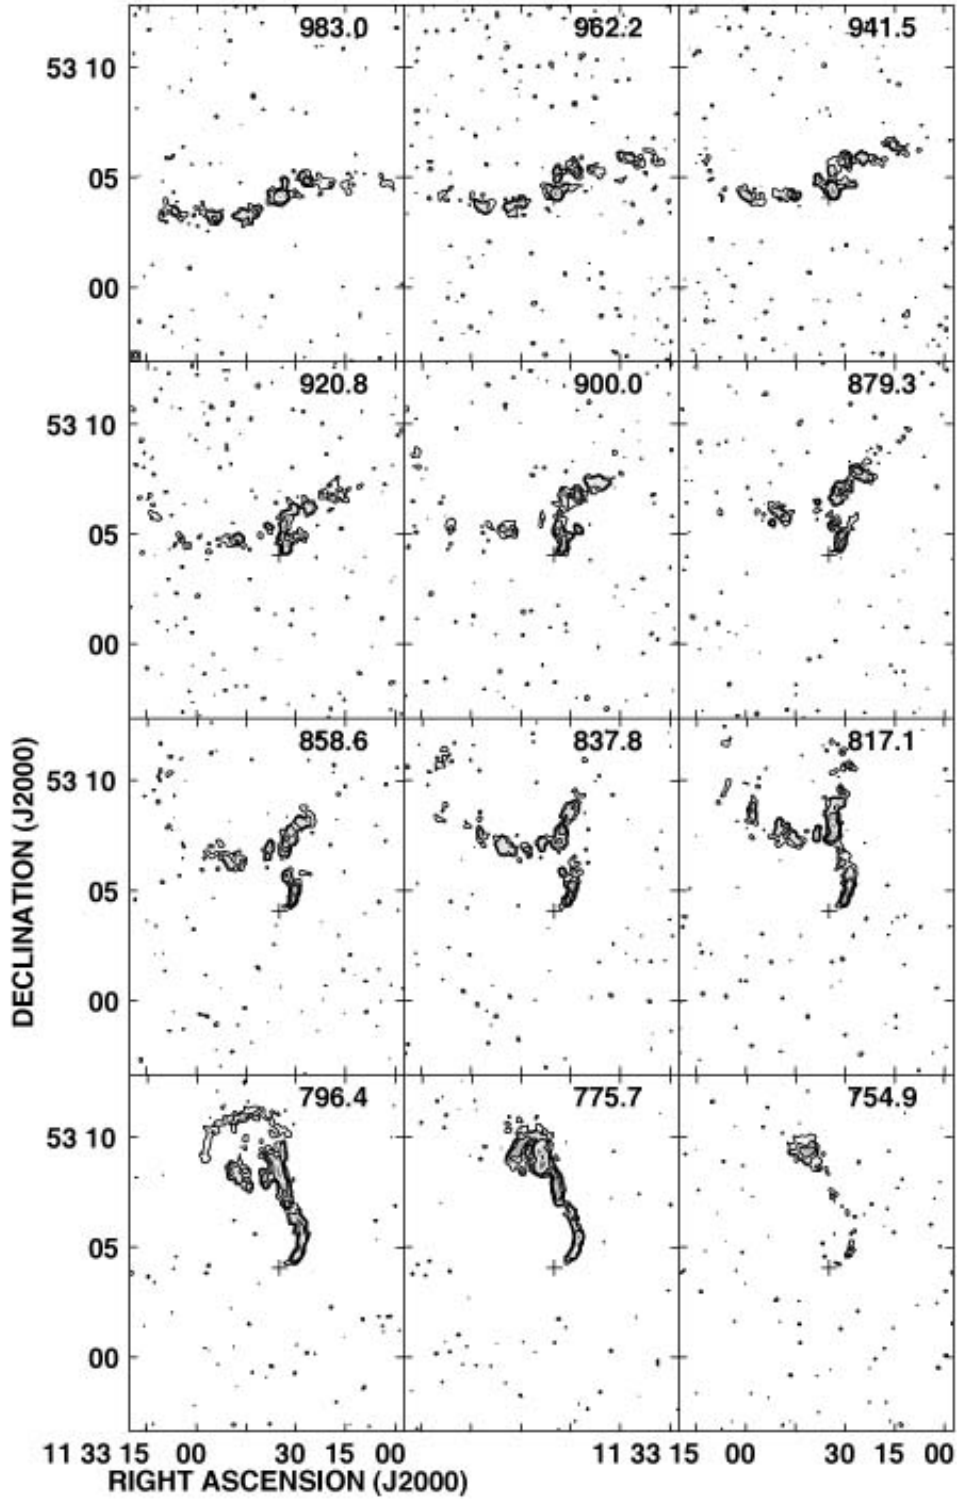 983.0 962.2 941.5
53 10
05
00
920.8 900.0 879.3
53 10
05
00
858.6 837.8 817.1
53 10
05
00
796.4 775.7 754.9
53 10
05
00
DECLINATION (J2000)
11 33 15 00 30 15 00 11 33 15 00 30 15 00
RIGHT ASCENSION (J2000)